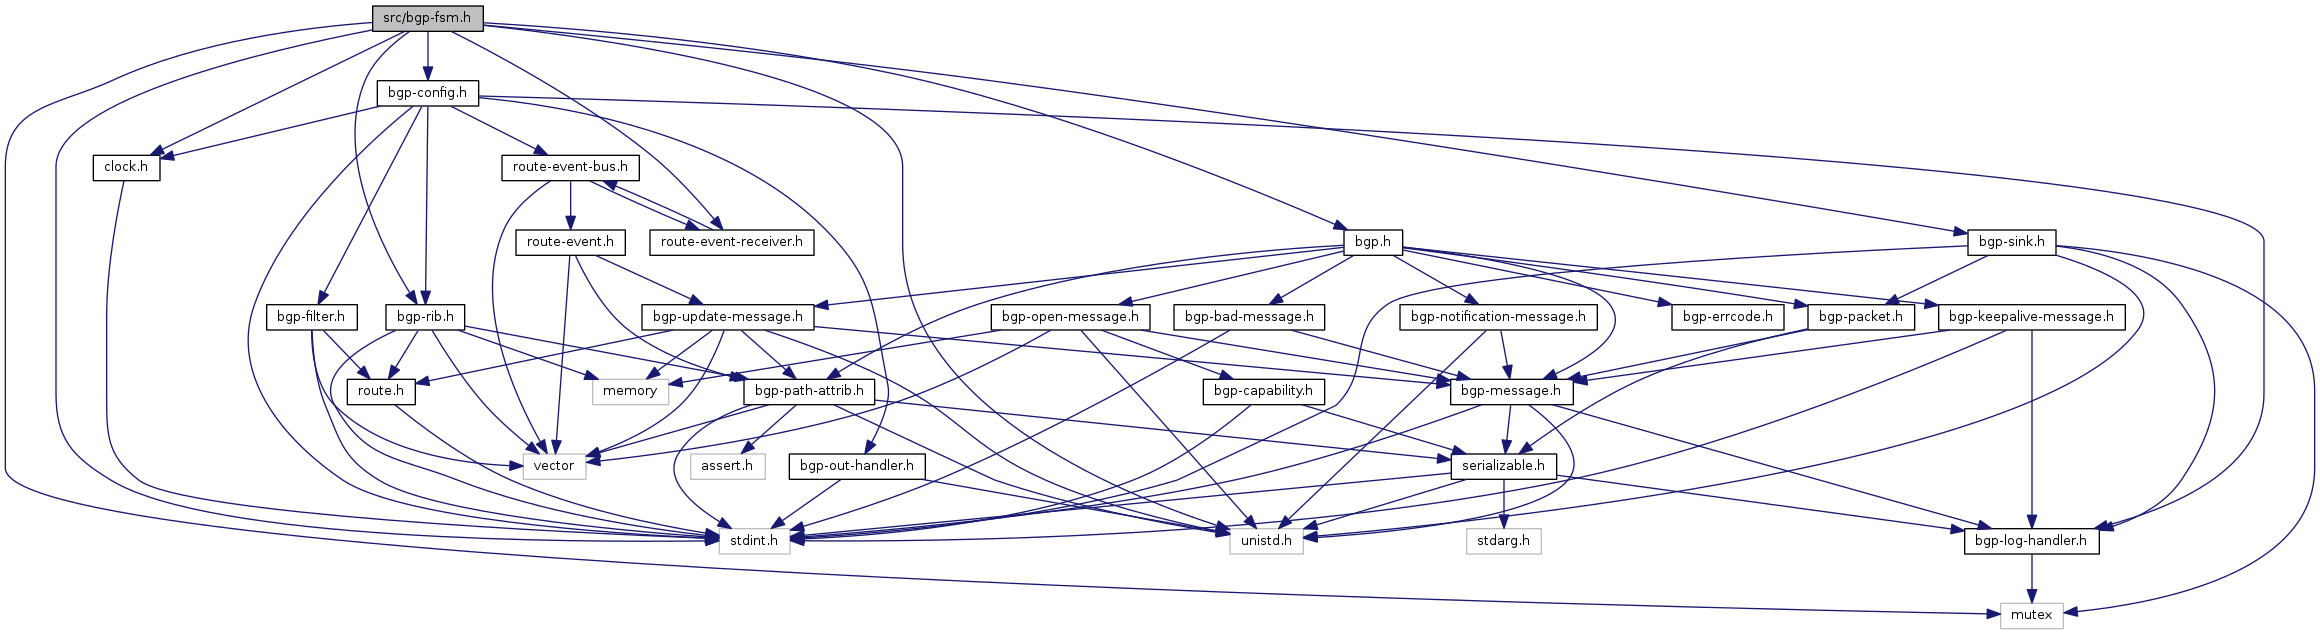 src/bgp-fsm.h
bgp-config.h
clock.h
route-event-bus.h
route-event.h
route-event-receiver.h
bgp.h
bgp-sink.h
bgp-filter.h
bgp-rib.h
bgp-update-message.h
bgp-open-message.h
bgp-bad-message.h
bgp-notification-message.h
bgp-errcode.h
bgp-packet.h
bgp-keepalive-message.h
route.h
memory
bgp-path-attrib.h
bgp-capability.h
bgp-message.h
vector
assert.h
bgp-out-handler.h
serializable.h
stdint.h
unistd.h
stdarg.h
bgp-log-handler.h
mutex